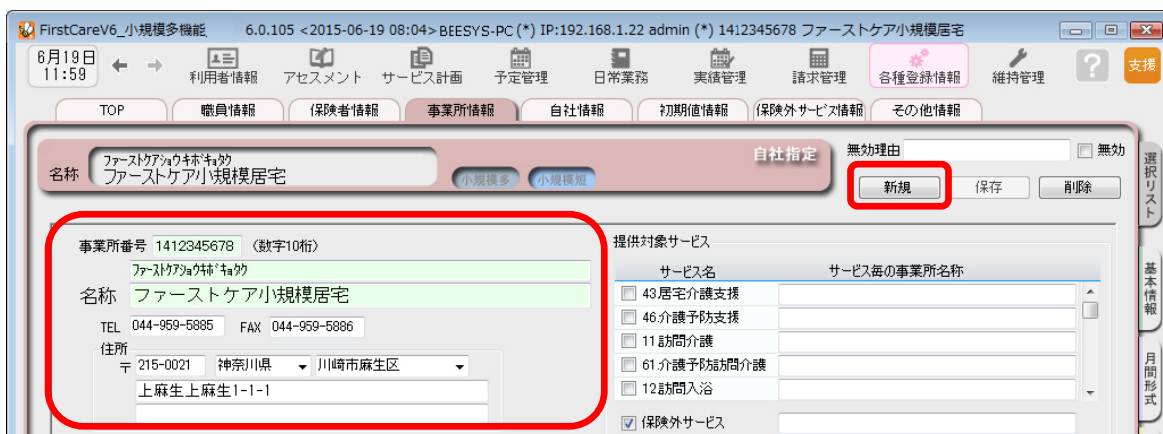 FirstCareV6_小規模多機能 6.0.105 <2015-06-19 08:04> BEESYS-PC (*) IP:192.168.1.22 admin (*) 1412345678 ファーストケア小規模居宅
6月19日
11:59
利用者情報 アセスメント サービス計画 予定管理 日常業務 実績管理 請求管理 各種登録情報 維持管理 ? 支援
TOP 職員情報 保険者情報 事業所情報 自社情報 初期値情報 保険外サービス情報 その他情報
ファーストケアショウキボキョタク
名称 ファーストケア小規模居宅
小規模多 小規模短
自社指定
無効理由 無効
新規 保存 削除
選択リスト
基本情報
月間形式
事業所番号 1412345678 (数字10桁)
ファーストケアショウキボキョタク
名称 ファーストケア小規模居宅
TEL 044-959-5885 FAX 044-959-5886
住所
〒 215-0021 神奈川県 川崎市麻生区
上麻生上麻生1-1-1
提供対象サービス
サービス名 サービス毎の事業所名称
43居宅介護支援
46.介護予防支援
11訪問介護
61.介護予防訪問介護
12訪問入浴
保険外サービス